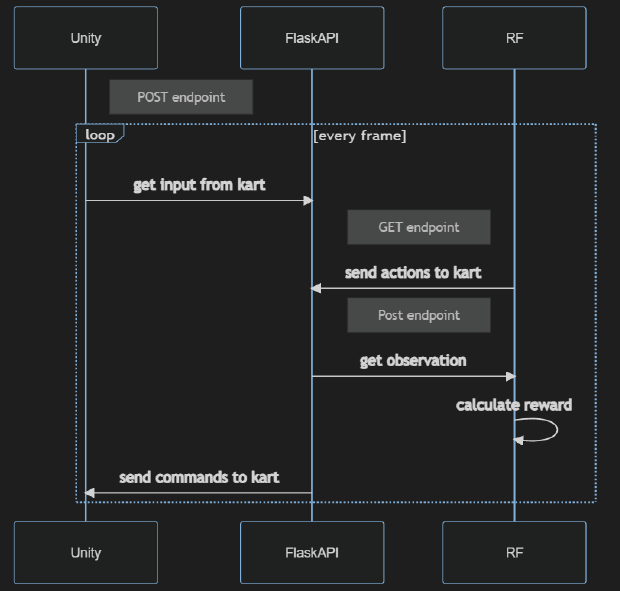 Unity
FlaskAPI
RF
POST endpoint
loop
[every frame]
get input from kart
GET endpoint
send actions to kart
Post endpoint
get observation
calculate reward
send commands to kart
Unity
FlaskAPI
RF